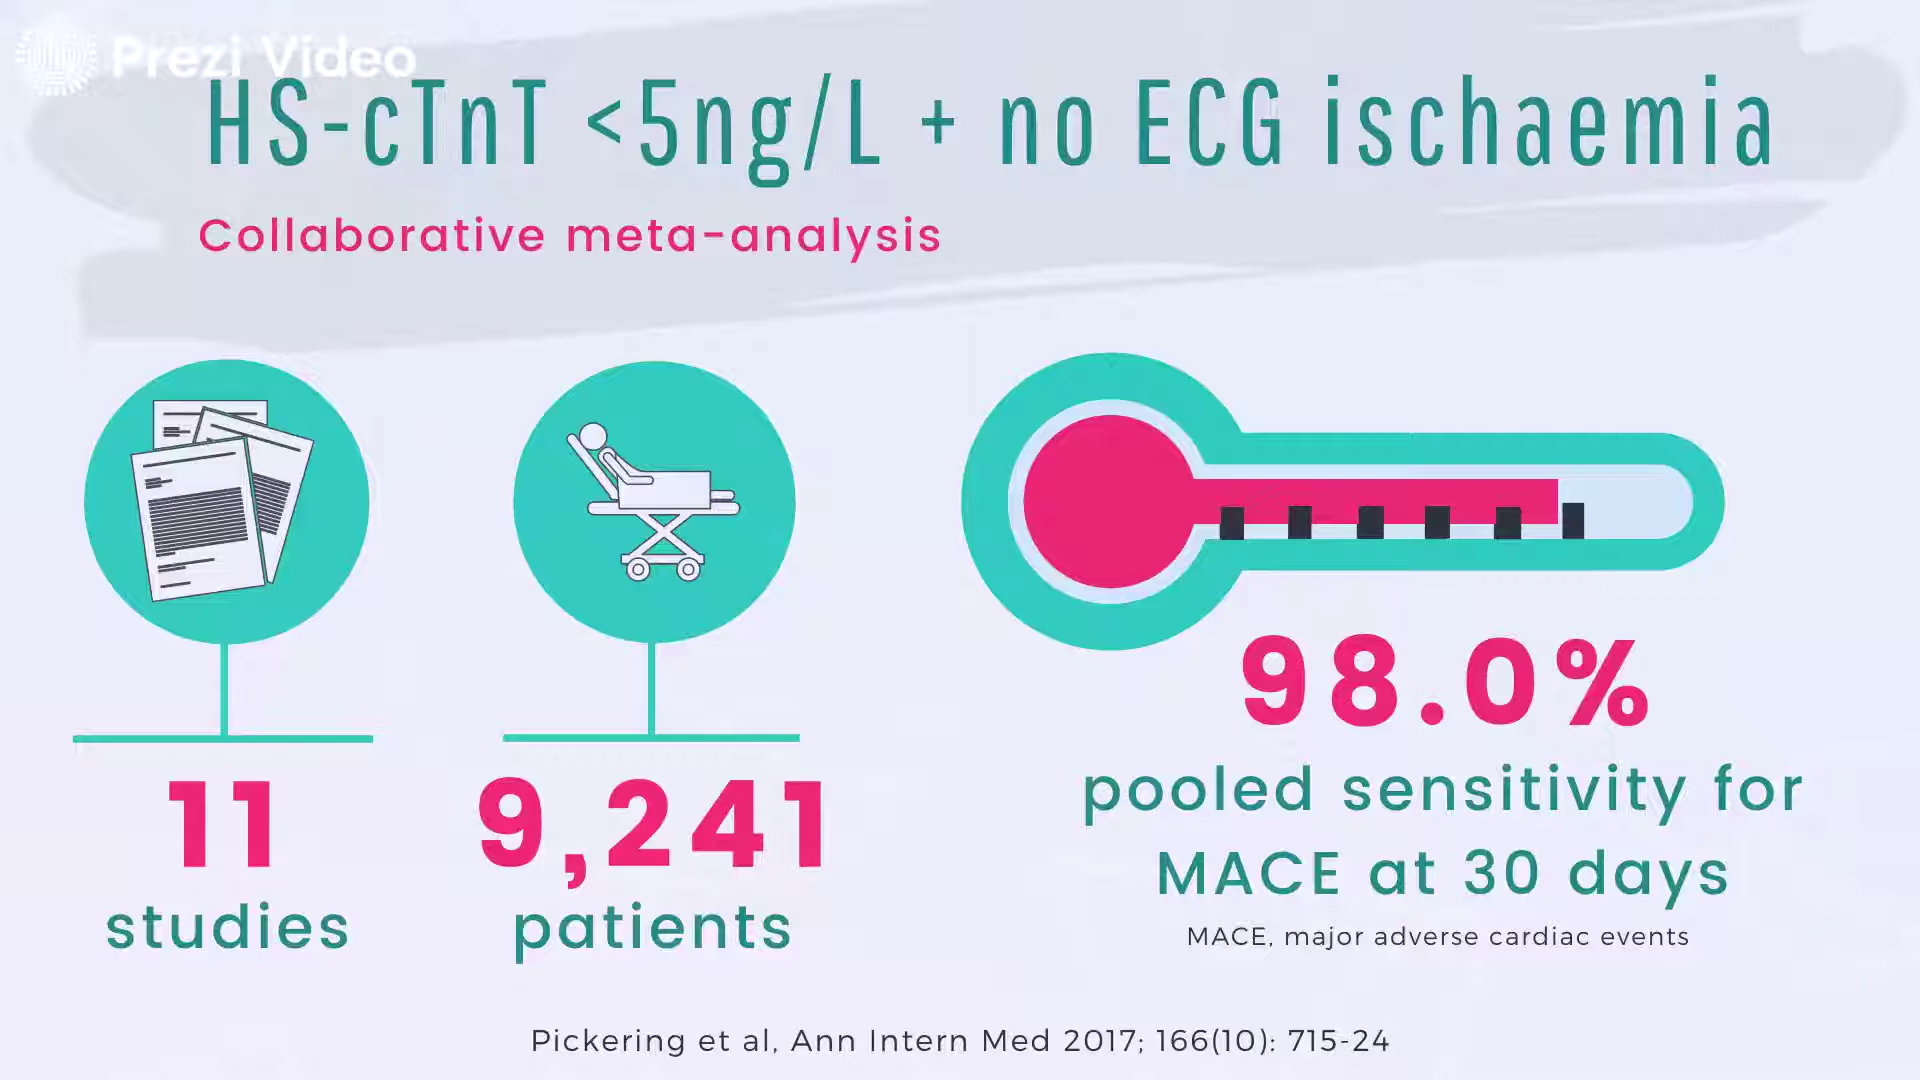 Prezi Video
HS-cTnT <5ng/L + no ECG ischaemia
Collaborative meta-analysis
11
studies
9,241
patients
98.0%
pooled sensitivity for
MACE at 30 days
MACE, major adverse cardiac events
Pickering et al, Ann Intern Med 2017; 166(10): 715-24